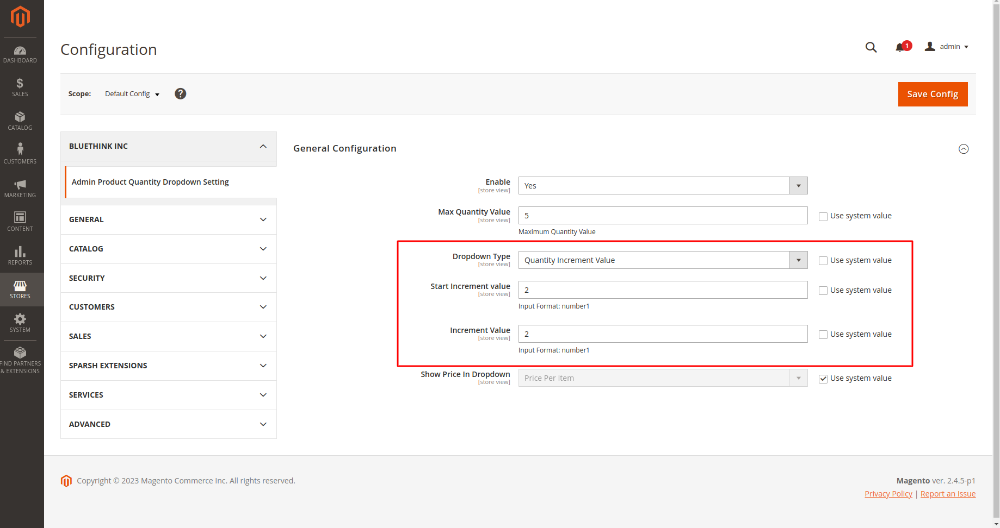 DASHBOARD
SALES
CATALOG
CUSTOMERS
MARKETING
CONTENT
REPORTS
STORES
SYSTEM
FIND PARTNERS
& EXTENSIONS
Configuration
1
admin
Scope: Default Config ?
Save Config
BLUETHINK INC
Admin Product Quantity Dropdown Setting
GENERAL
CATALOG
SECURITY
CUSTOMERS
SALES
SPARSH EXTENSIONS
SERVICES
ADVANCED
General Configuration
Enable Yes
[store view]
Max Quantity Value 5 Use system value
[store view]
Maximum Quantity Value
Dropdown Type Quantity Increment Value Use system value
[store view]
Start Increment value 2 Use system value
[store view]
Input Format: number1
Increment Value 2 Use system value
[store view]
Input Format: number1
Show Price In Dropdown Price Per Item Use system value
[store view]
Copyright © 2023 Magento Commerce Inc. All rights reserved.
Magento ver. 2.4.5-p1
Privacy Policy | Report an Issue